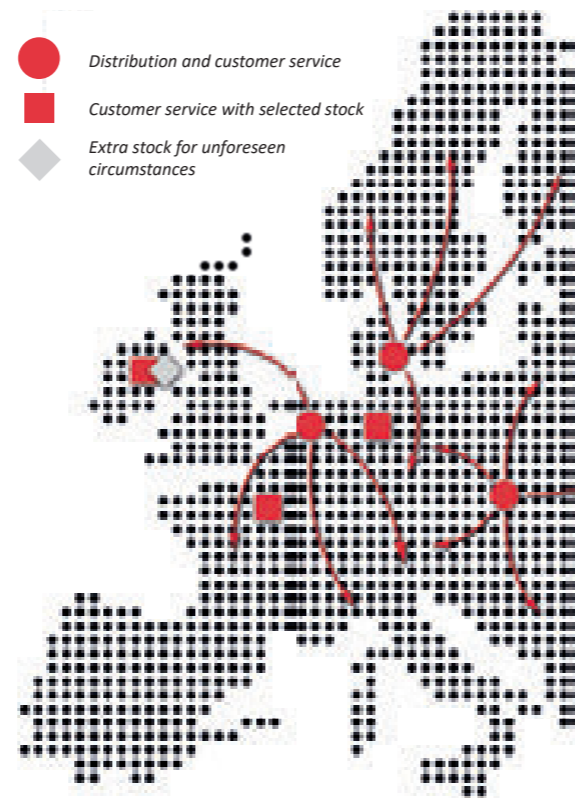 Distribution and customer service
Customer service with selected stock
Extra stock for unforeseen
circumstances